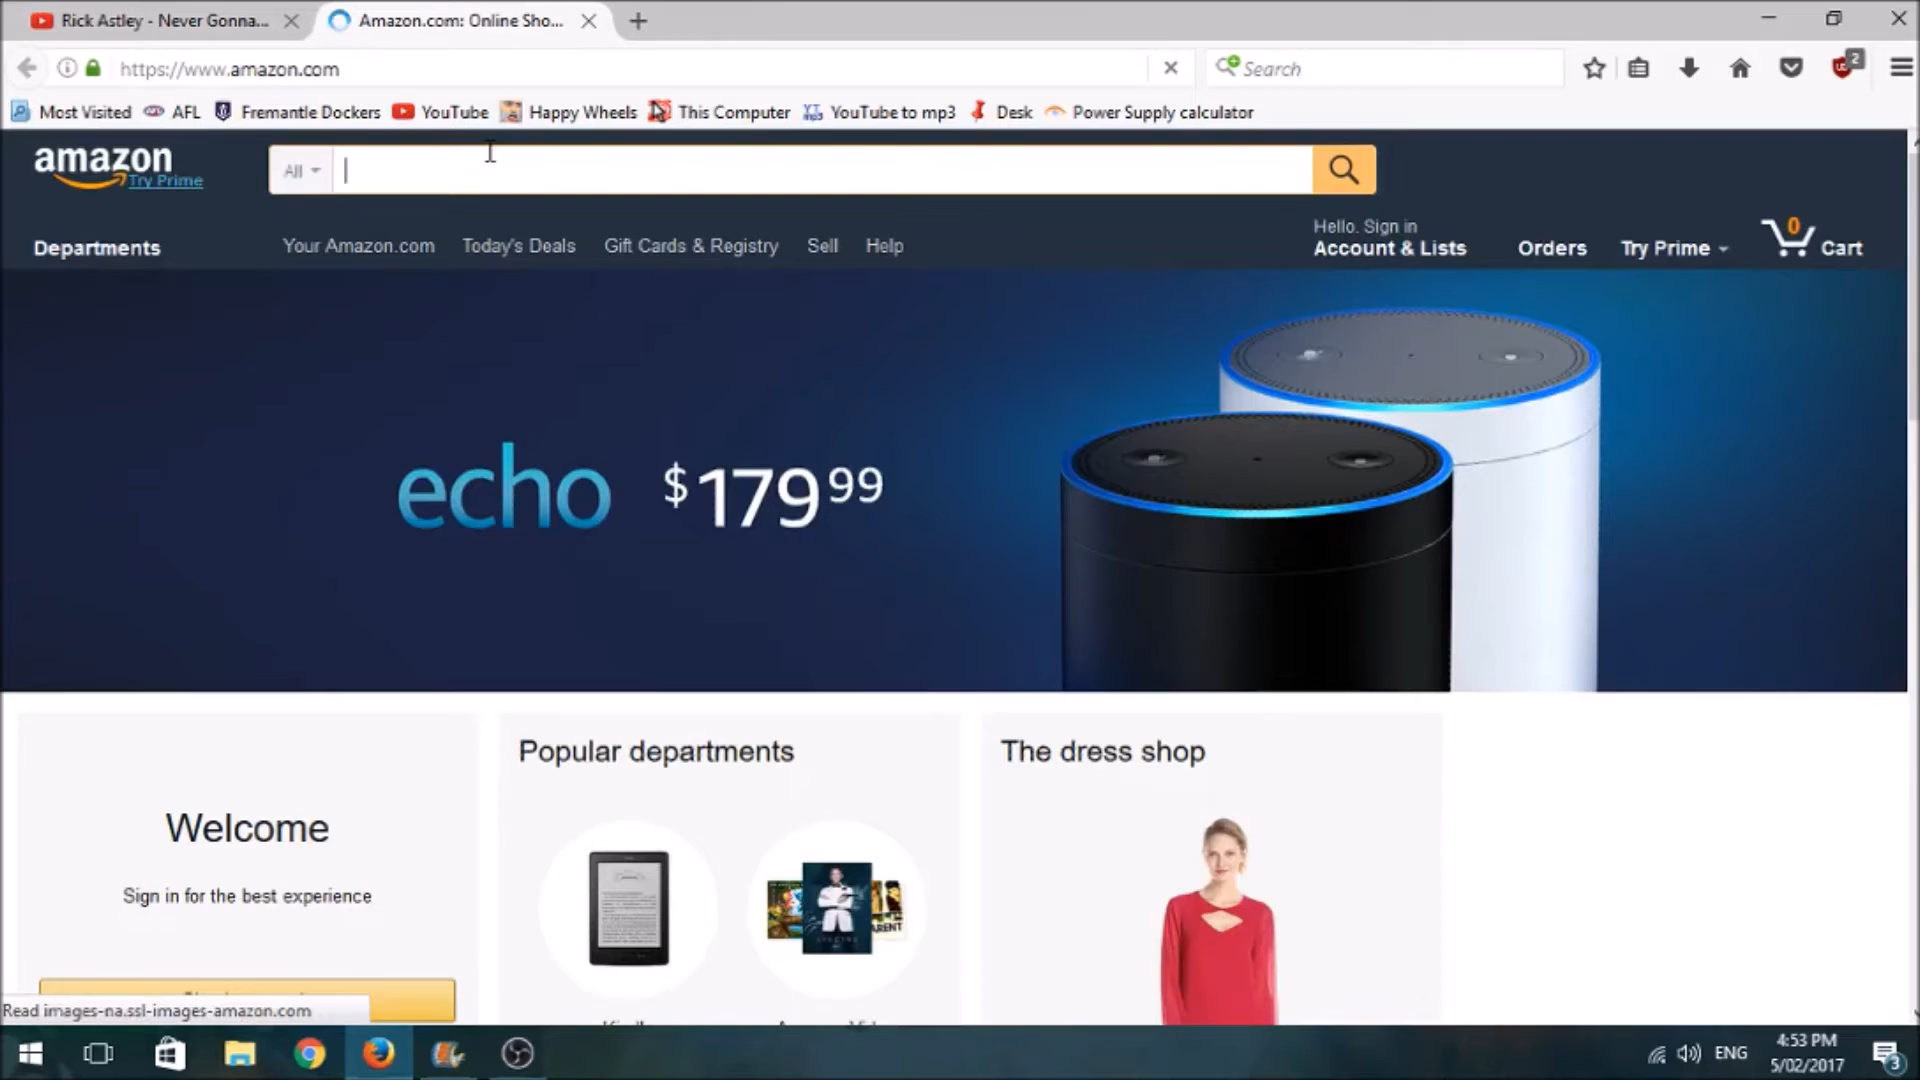 Rick Astley - Never Gonna...
Amazon.com: Online Sho...
https://www.amazon.com
Search
2
Most Visited
AFL
Fremantle Dockers
YouTube
Happy Wheels
This Computer
YouTube to mp3
Desk
Power Supply calculator
amazon
Try Prime
All
Departments
Your Amazon.com
Today's Deals
Gift Cards & Registry
Sell
Help
Hello. Sign in
Account & Lists
Orders
Try Prime
0
Cart
echo $179 99
Welcome
Sign in for the best experience
Popular departments
The dress shop
Read images-na.ssl-images-amazon.com
ENG
4:53 PM
5/02/2017
3